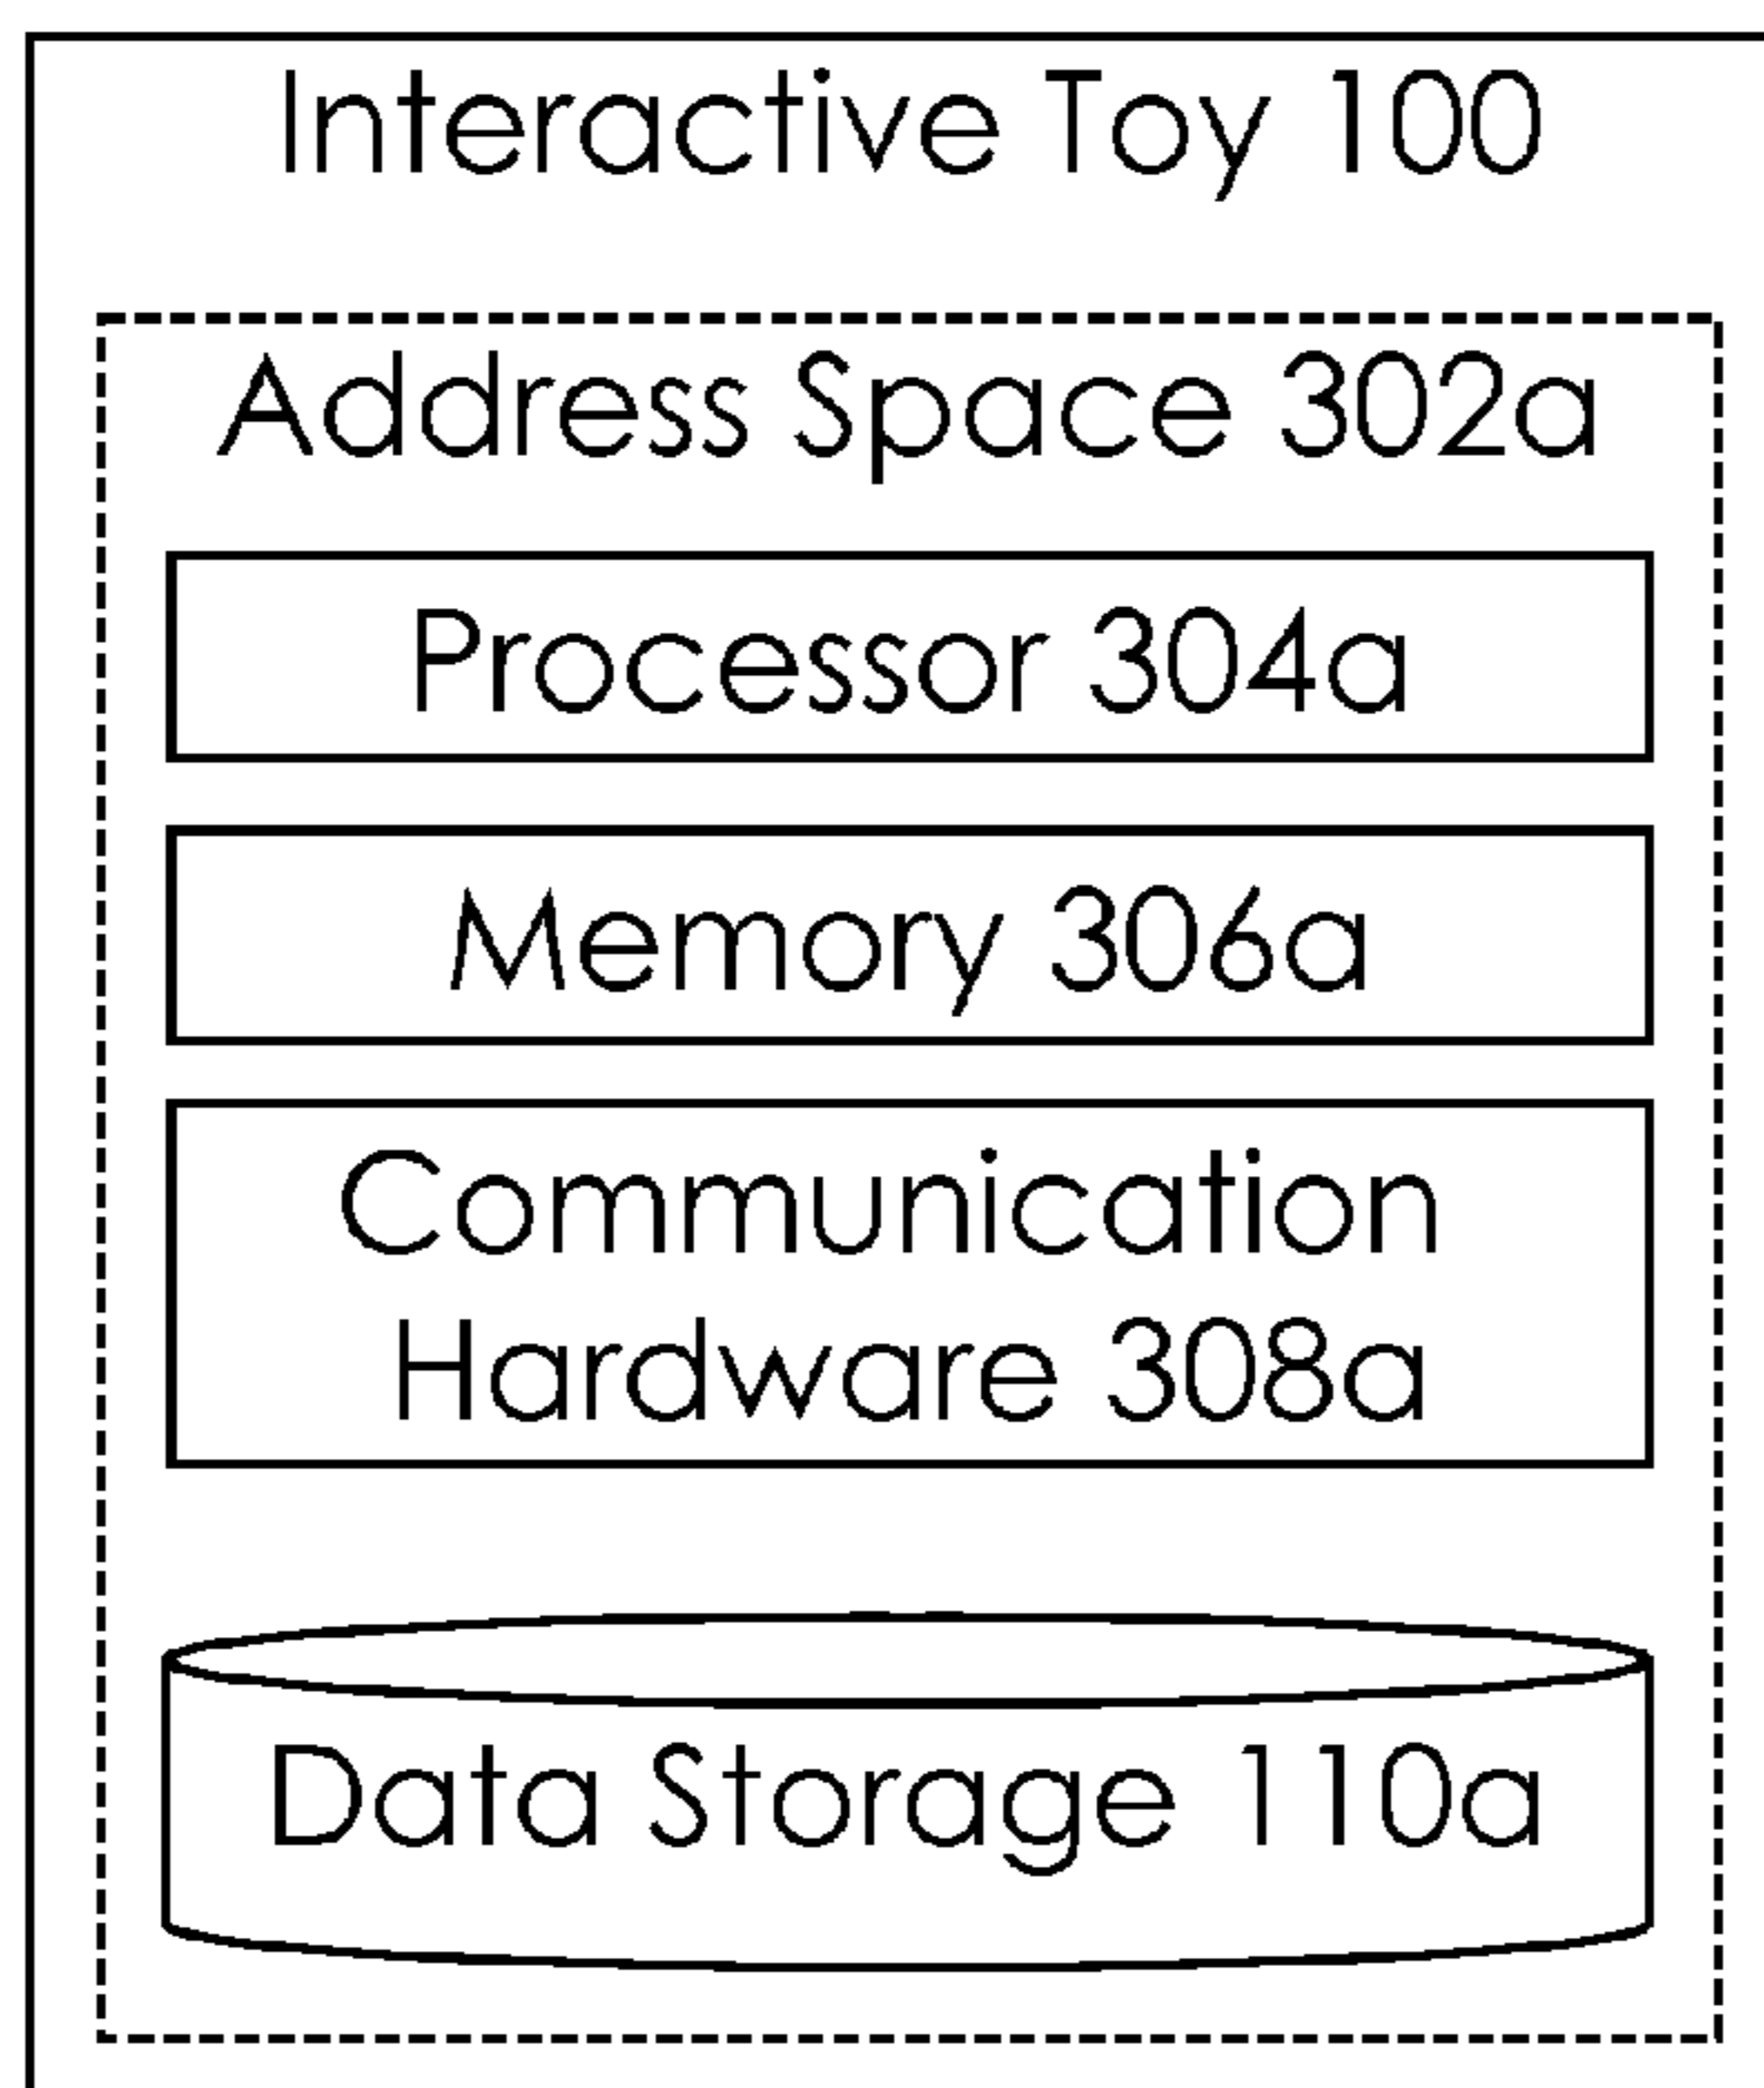 Interactive Toy 100
Address Space 302a
Processor 304a
Memory 306a
Communication
Hardware 308a
Data Storage 110a